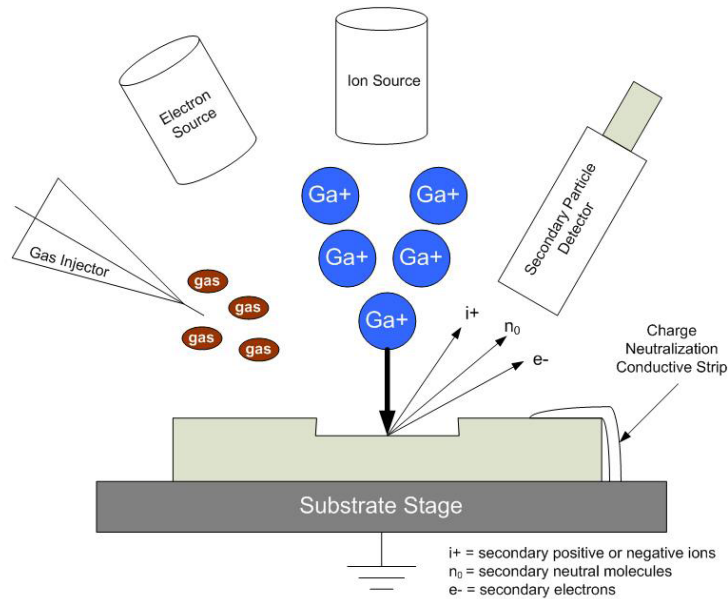 Electron
Source
Ion Source
Secondary Particle
Detector
Gas Injector
gas
gas
gas
gas
Ga+
Ga+
Ga+
Ga+
Ga+
i+
n₀
e-
Charge
Neutralization
Conductive Strip
Substrate Stage
i+ = secondary positive or negative ions
n₀ = secondary neutral molecules
e- = secondary electrons